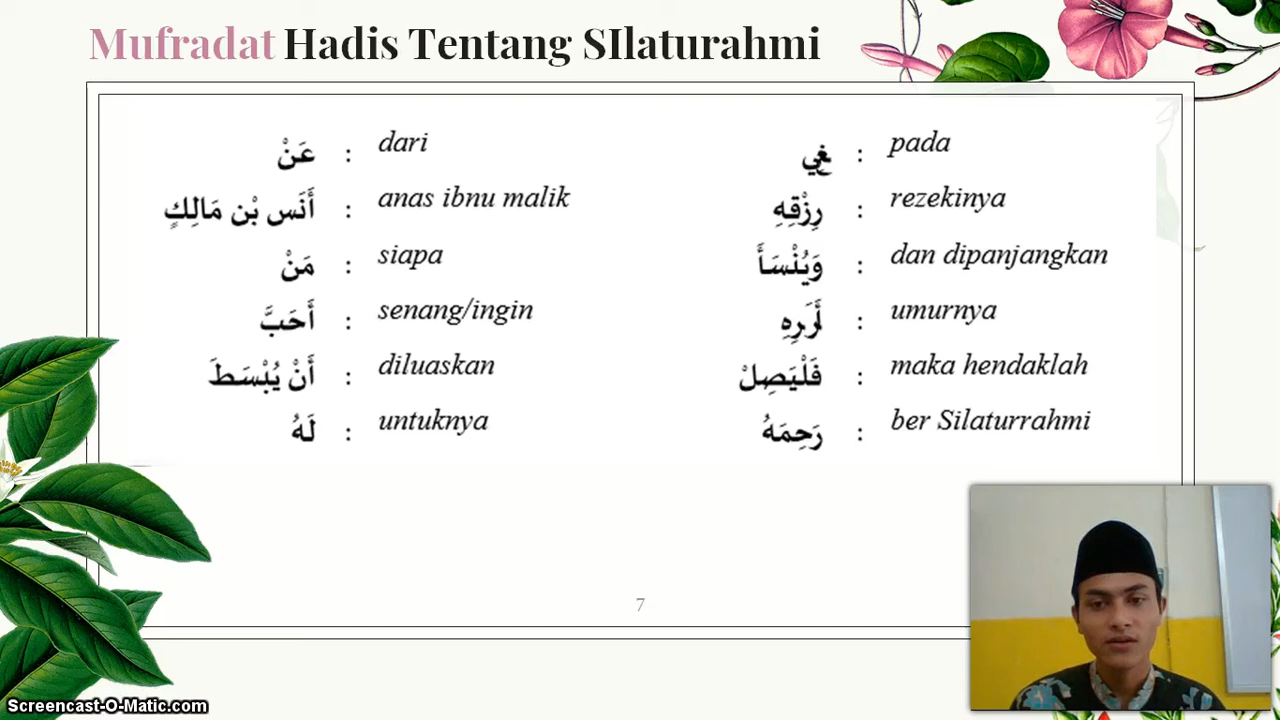 Mufradat Hadis Tentang SIlaturahmi
عَنْ : dari
أَنَس بْن مَالِكٍ : anas ibnu malik
مَنْ : siapa
أَحَبَّ : senang/ingin
أَنْ يُبْسَطَ : diluaskan
لَهُ : untuknya
: pada
رِزْقِهِ : rezekinya
وَيُنْسَأَ : dan dipanjangkan
: umurnya
فَلْيَصِلْ : maka hendaklah
رَحِمَهُ : ber Silaturrahmi
7
Screencast-O-Matic.com